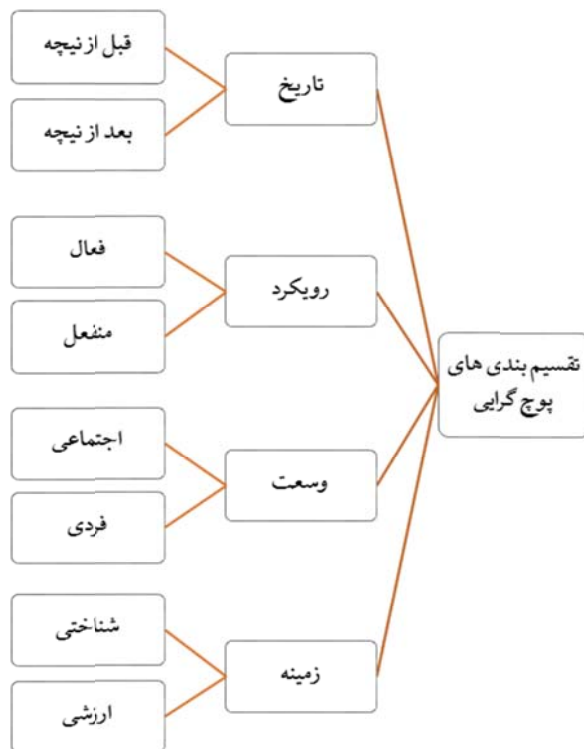 تقسیم بندی های
پوچ گرایی
تاریخ
قبل از نیچه
بعد از نیچه
رویکرد
فعال
منفعل
وسعت
اجتماعی
فردی
زمینه
شناختی
ارزشی